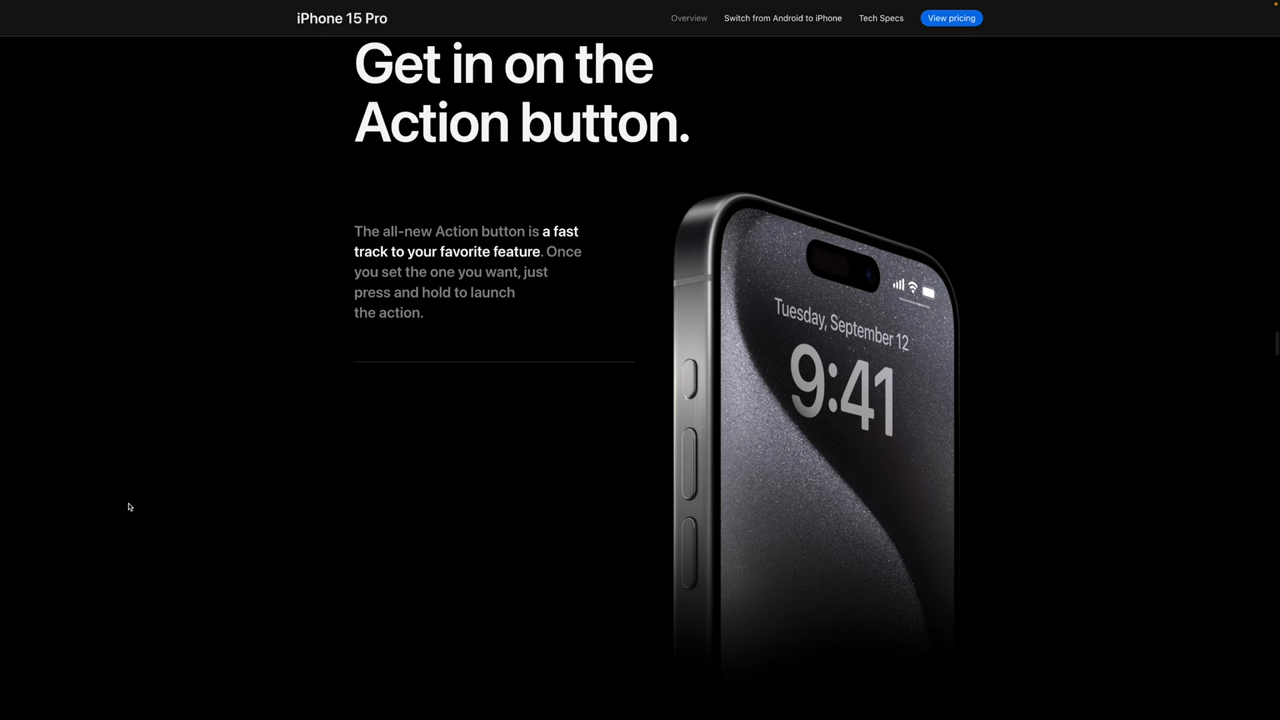 iPhone 15 Pro
Overview
Switch from Android to iPhone
Tech Specs
View pricing
Get in on the
Action button.
The all-new Action button is a fast
track to your favorite feature. Once
you set the one you want, just
press and hold to launch
the action.
Tuesday, September 12
9:41